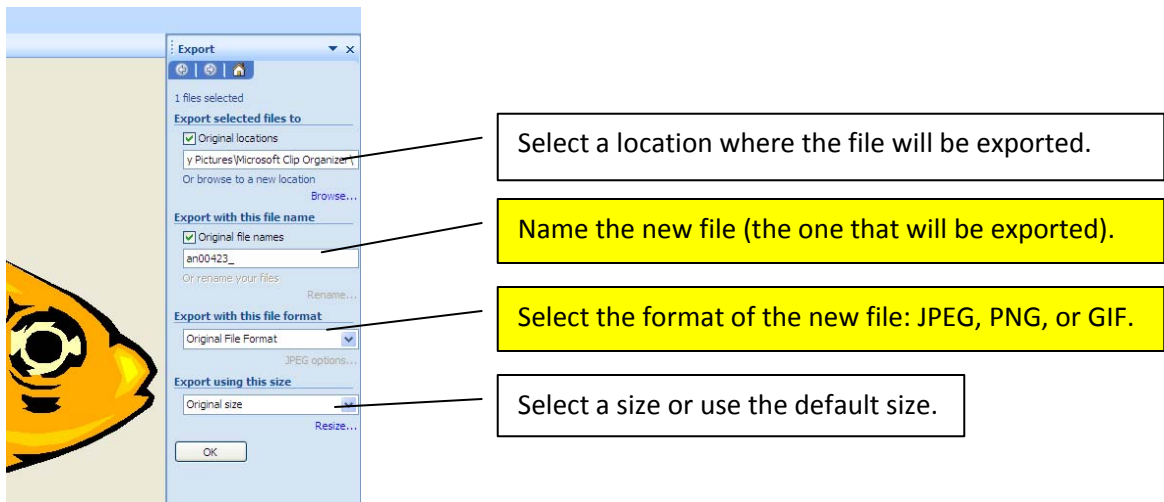 Export
1 files selected
Export selected files to
Original locations
y Pictures\Microsoft Clip Organizer\
Or browse to a new location
Browse...
Export with this file name
Original file names
an00423_
Or rename your files
Rename...
Export with this file format
Original File Format
JPEG options...
Export using this size
Original size
Resize...
OK
Select a location where the file will be exported.
Name the new file (the one that will be exported).
Select the format of the new file: JPEG, PNG, or GIF.
Select a size or use the default size.